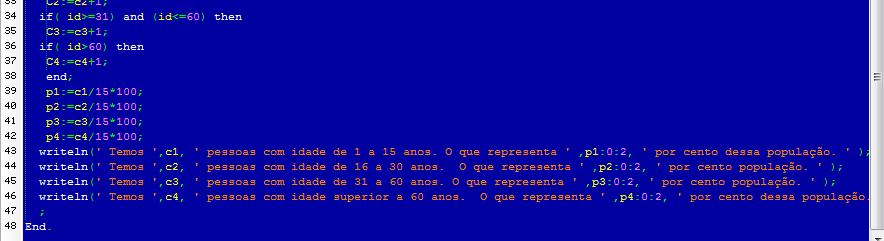 33 C2:=c2+1;
34 if( id>=31) and (id<=60) then
35 C3:=c3+1;
36 if( id>60) then
37 C4:=c4+1;
38 end;
39 p1:=c1/15*100;
40 p2:=c2/15*100;
41 p3:=c3/15*100;
42 p4:=c4/15*100;
43 writeln(' Temos ',c1, ' pessoas com idade de 1 a 15 anos. O que representa ' ,p1:0:2, ' por cento dessa população. ' );
44 writeln(' Temos ',c2, ' pessoas com idade de 16 a 30 anos.  O que representa  ' ,p2:0:2, ' por cento população. ' );
45 writeln(' Temos ',c3, ' pessoas com idade de 31 a 60 anos. O que representa ' ,p3:0:2, ' por cento população. ' );
46 writeln(' Temos ',c4, ' pessoas com idade superior a 60 anos.  O que representa ' ,p4:0:2, ' por cento dessa população.
47 ;
48 End.